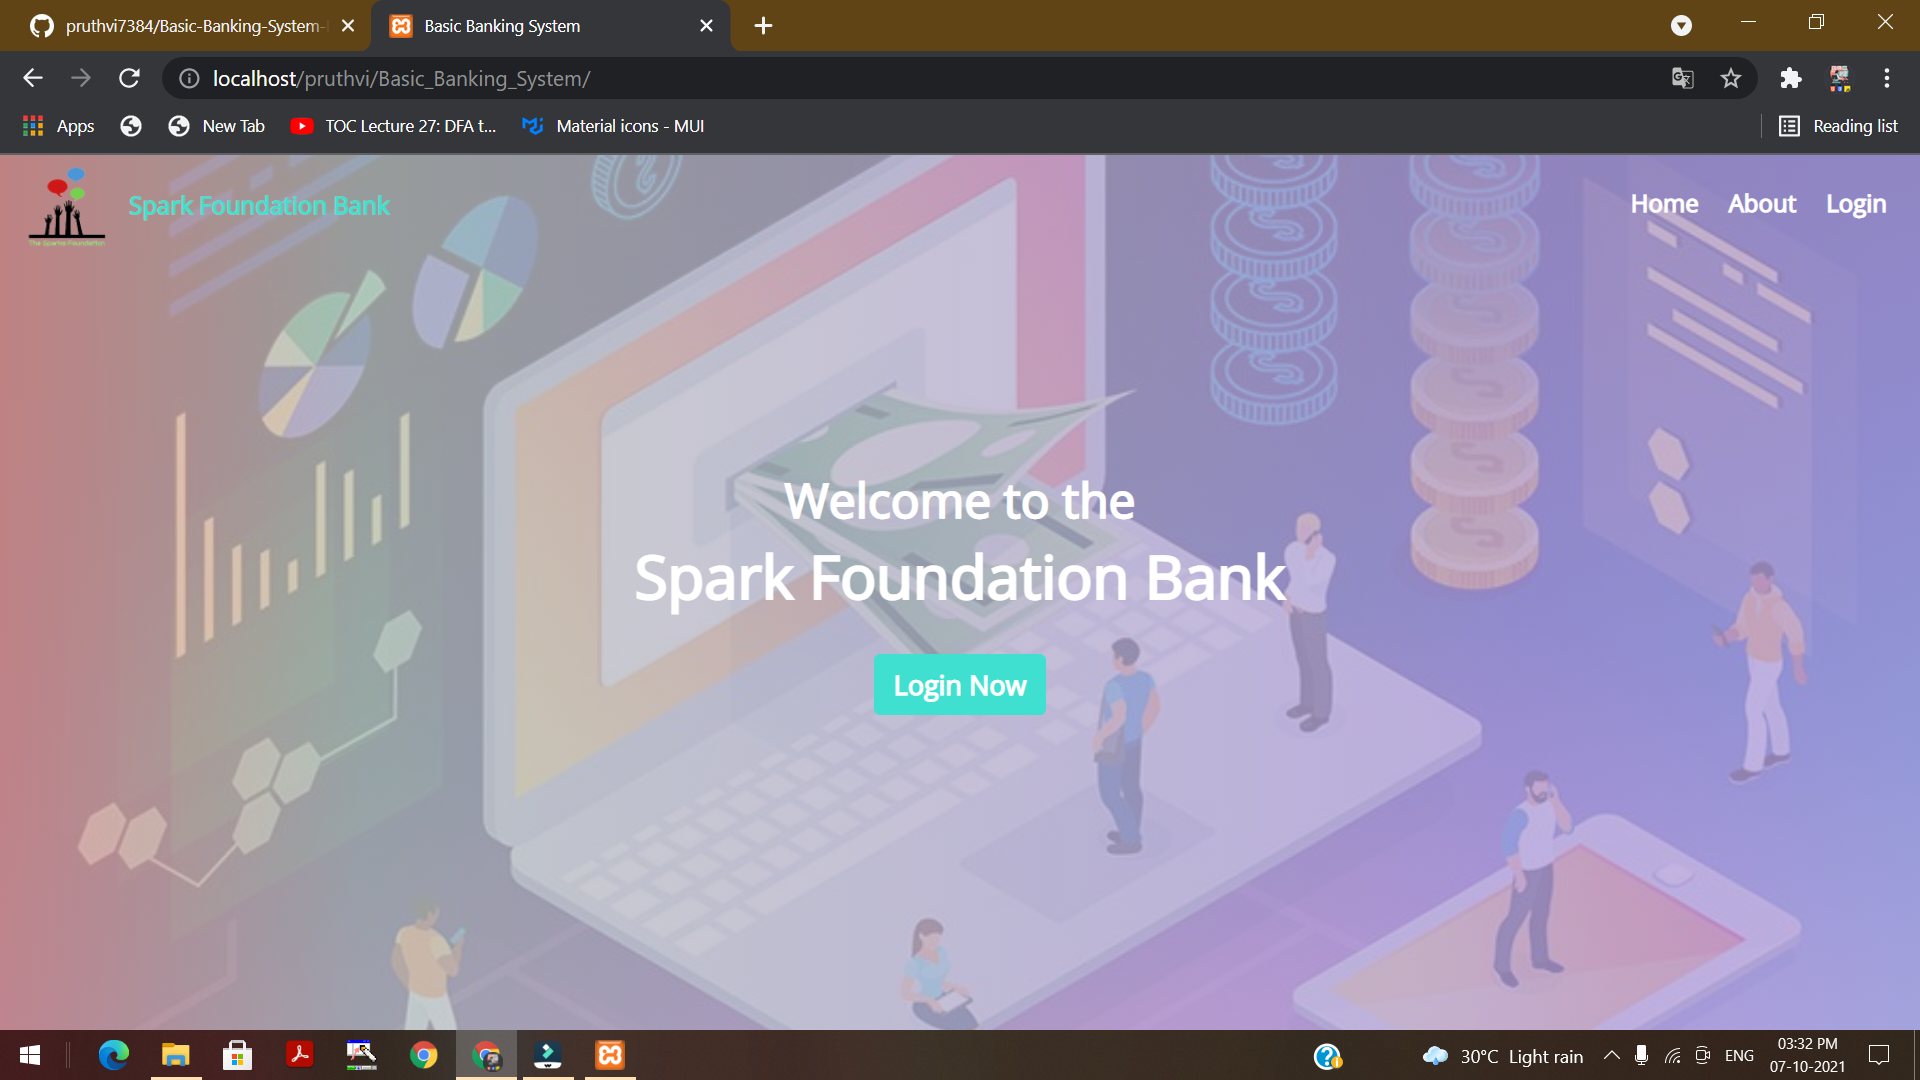 pruthvi7384/Basic-Banking-System-
Basic Banking System
localhost/pruthvi/Basic_Banking_System/
Apps
New Tab
TOC Lecture 27: DFA t...
Material icons - MUI
Reading list
The Sparks Foundation
Spark Foundation Bank
Home
About
Login
Welcome to the
Spark Foundation Bank
Login Now
30°C Light rain
ENG
03:32 PM
07-10-2021